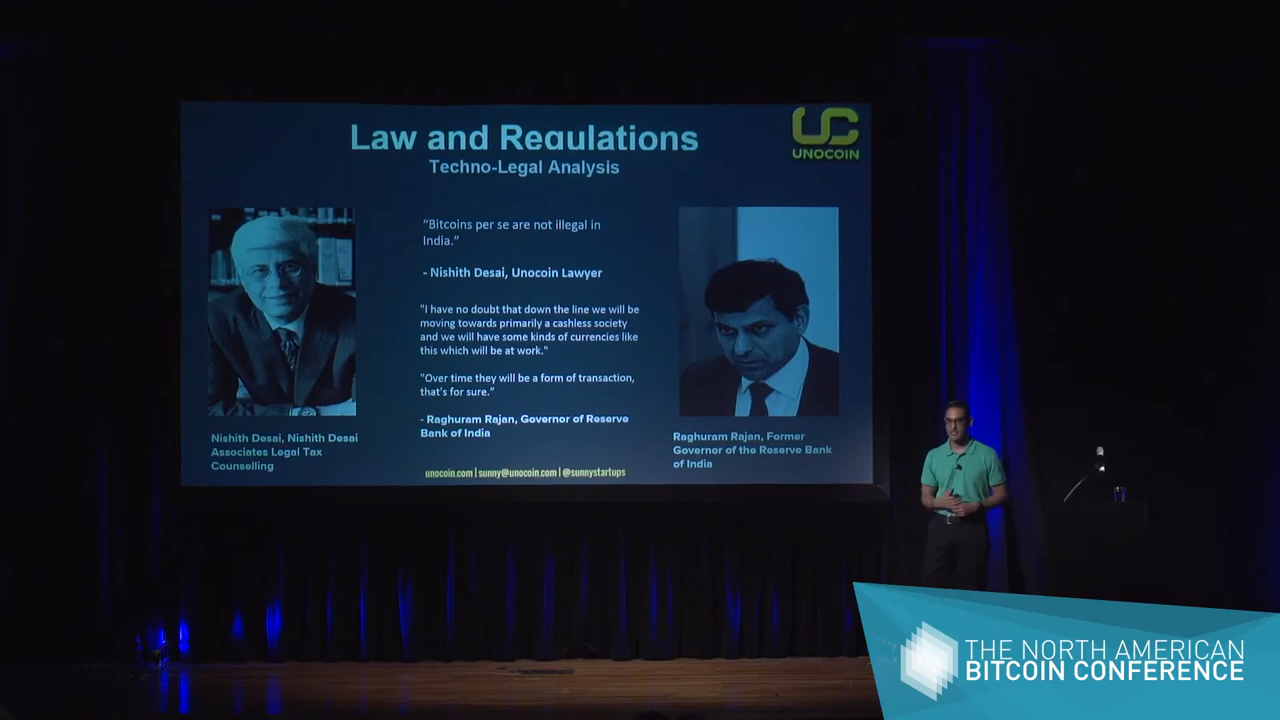 Law and Regulations
Techno-Legal Analysis
UC
UNOCOIN
“Bitcoins per se are not illegal in
India.”
- Nishith Desai, Unocoin Lawyer
"I have no doubt that down the line we will be
moving towards primarily a cashless society
and we will have some kinds of currencies like
this which will be at work."
"Over time they will be a form of transaction,
that's for sure.”
- Raghuram Rajan, Governor of Reserve
Bank of India
Nishith Desai, Nishith Desai
Associates Legal Tax
Counselling
Raghuram Rajan, Former
Governor of the Reserve Bank
of India
unocoin.com | sunny@unocoin.com | @sunnystartups
THE NORTH AMERICAN
BITCOIN CONFERENCE